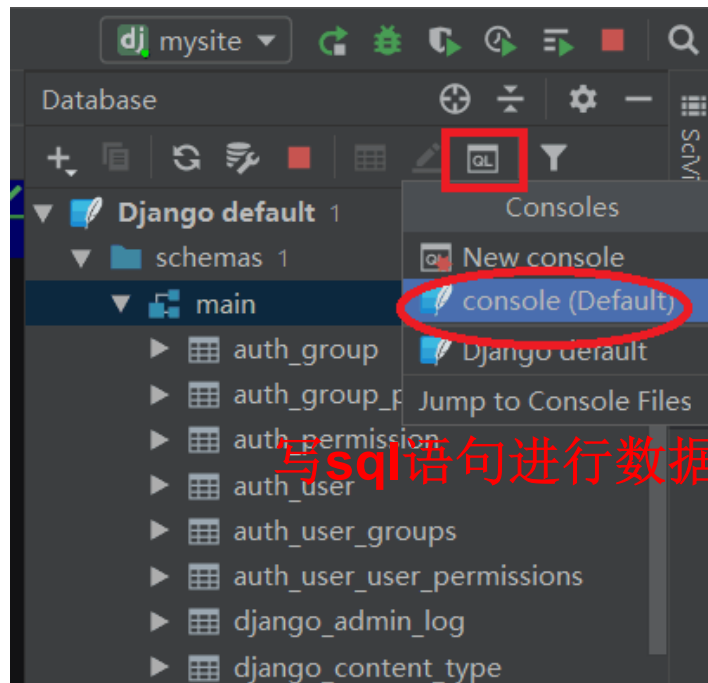 dj mysite
Database
QL
SciVi
Django default 1
Consoles
schemas 1
New console
main
console (Default)
auth_group
Django default
auth_group_p
Jump to Console Files
auth_permission
写sql语句进行数据
auth_user
auth_user_groups
auth_user_user_permissions
django_admin_log
django_content_type